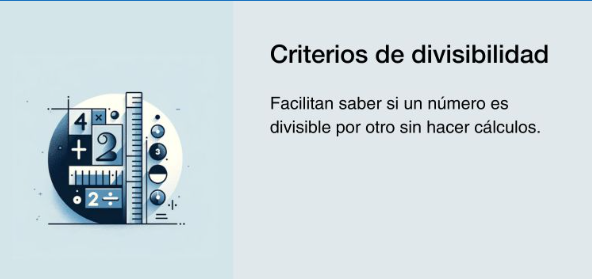 Criterios de divisibilidad
Facilitan saber si un número es
divisible por otro sin hacer cálculos.
4 ×
+ 2
3
2 ÷